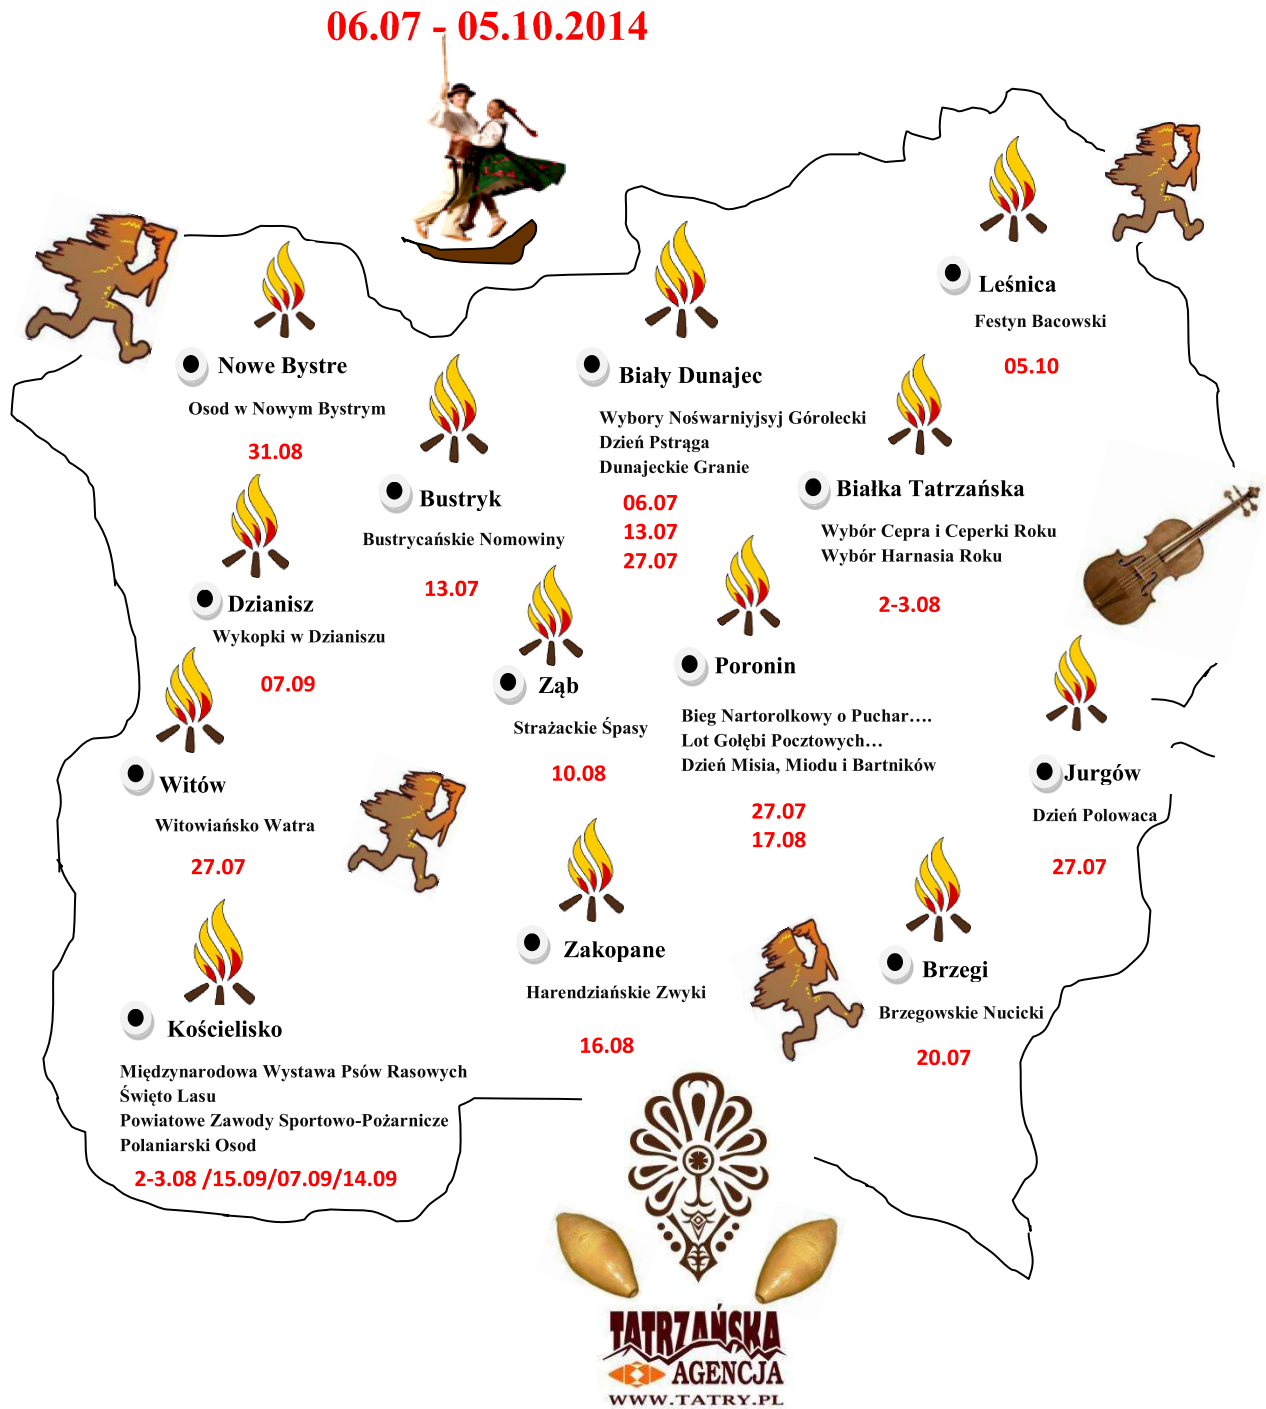 06.07 - 05.10.2014
Leśnica
Festyn Bacowski
05.10
Nowe Bystre
Osod w Nowym Bystrym
31.08
Biały Dunajec
Wybory Nośwarniyjsyj Górolecki
Dzień Pstrąga
Dunajeckie Granie
06.07
13.07
27.07
Bustryk
Bustrycańskie Nomowiny
13.07
Białka Tatrzańska
Wybór Cepra i Ceperki Roku
Wybór Harnasia Roku
2-3.08
Dzianisz
Wykopki w Dzianiszu
07.09
Ząb
Strażackie Śpasy
10.08
Poronin
Bieg Nartorolkowy o Puchar….
Lot Gołębi Pocztowych…
Dzień Misia, Miodu i Bartników
27.07
17.08
Witów
Witowiańsko Watra
27.07
Jurgów
Dzień Polowaca
27.07
Zakopane
Harendziańskie Zwyki
16.08
Brzegi
Brzegowskie Nucicki
20.07
Kościelisko
Międzynarodowa Wystawa Psów Rasowych
Święto Lasu
Powiatowe Zawody Sportowo-Pożarnicze
Polaniarski Osod
2-3.08 /15.09/07.09/14.09
TATRZAŃSKA
AGENCJA
WWW.TATRY.PL